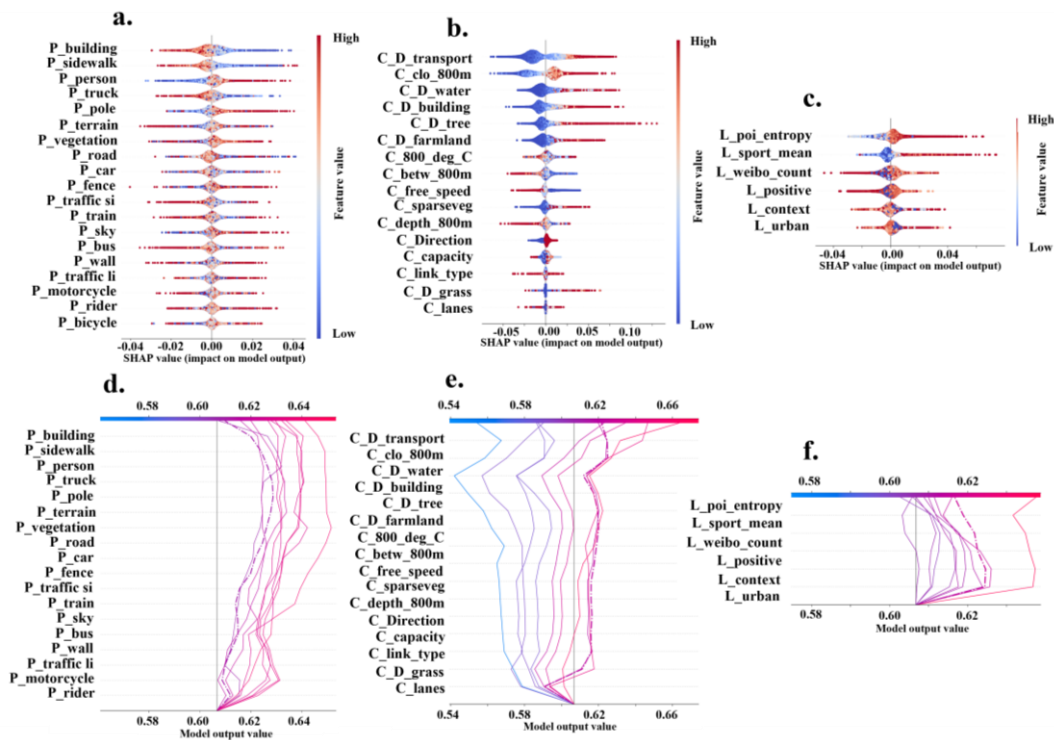 a.
P_building
P_sidewalk
P_person
P_truck
P_pole
P_terrain
P_vegetation
P_road
P_car
P_fence
P_traffic si
P_train
P_sky
P_bus
P_wall
P_traffic li
P_motorcycle
P_rider
P_bicycle
-0.04 -0.02 0.00 0.02 0.04
SHAP value (impact on model output)
High
Feature value
Low
b.
C_D_transport
C_clo_800m
C_D_water
C_D_building
C_D_tree
C_D_farmland
C_800_deg_C
C_betw_800m
C_free_speed
C_sparseveg
C_depth_800m
C_Direction
C_capacity
C_link_type
C_D_grass
C_lanes
-0.05 0.00 0.05 0.10
SHAP value (impact on model output)
High
Feature value
Low
c.
L_poi_entropy
L_sport_mean
L_weibo_count
L_positive
L_context
L_urban
-0.04 0.00 0.04
SHAP value (impact on model output)
High
Feature value
Low
d.
0.58 0.60 0.62 0.64
P_building
P_sidewalk
P_person
P_truck
P_pole
P_terrain
P_vegetation
P_road
P_car
P_fence
P_traffic si
P_train
P_sky
P_bus
P_wall
P_traffic li
P_motorcycle
P_rider
0.58 0.60 0.62 0.64
Model output value
e.
0.54 0.58 0.62 0.66
C_D_transport
C_clo_800m
C_D_water
C_D_building
C_D_tree
C_D_farmland
C_800_deg_C
C_betw_800m
C_free_speed
C_sparseveg
C_depth_800m
C_Direction
C_capacity
C_link_type
C_D_grass
C_lanes
0.54 0.58 0.62 0.66
Model output value
f.
0.58 0.60 0.62
L_poi_entropy
L_sport_mean
L_weibo_count
L_positive
L_context
L_urban
0.58 0.60 0.62
Model output value